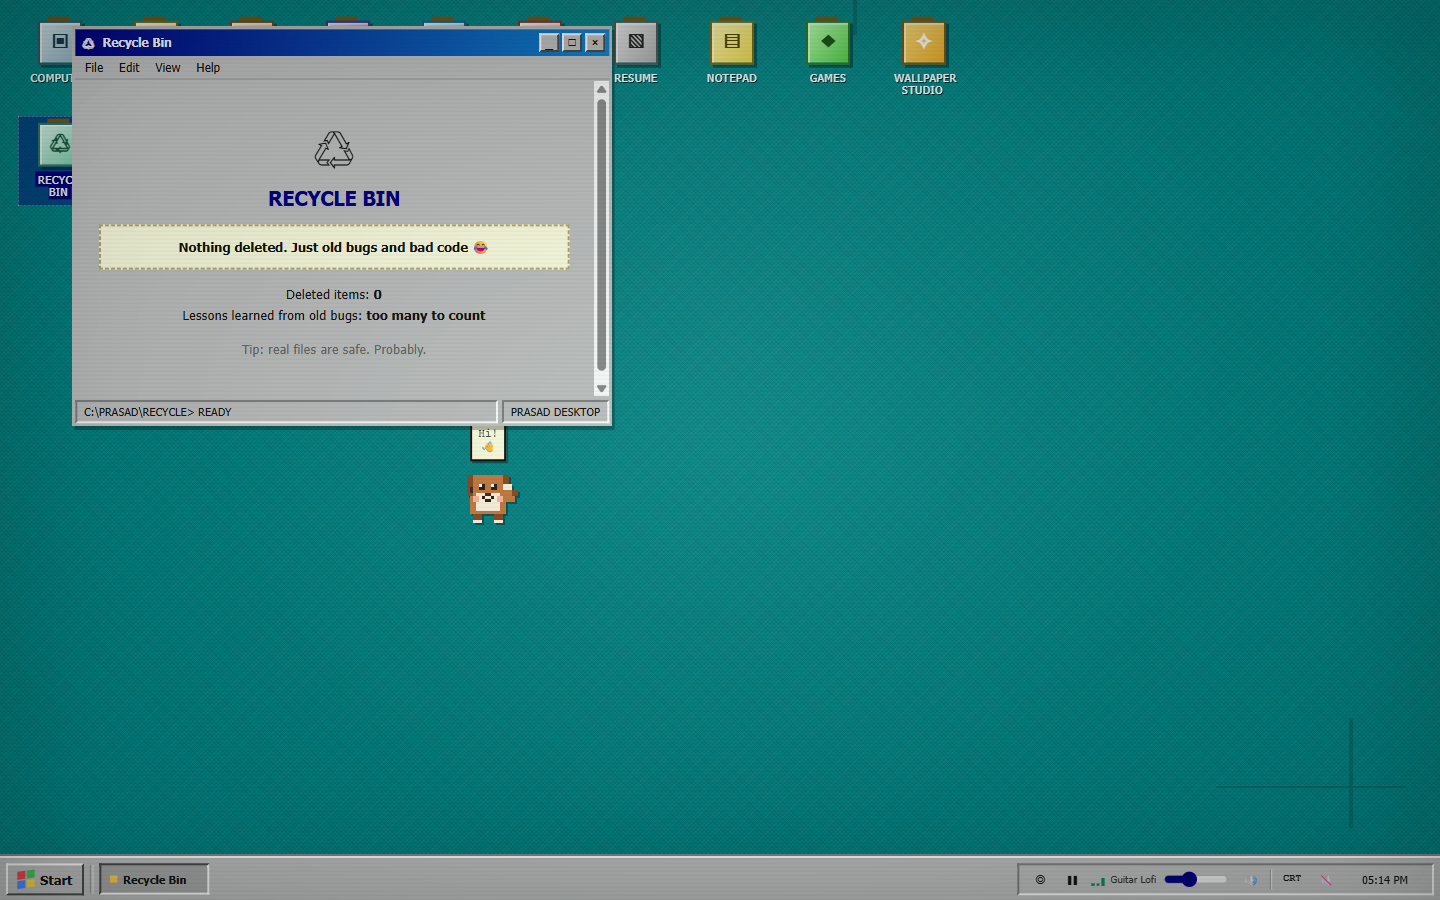 Recycle Bin
File Edit View Help
RECYCLE BIN
Nothing deleted. Just old bugs and bad code 😂
Deleted items: 0
Lessons learned from old bugs: too many to count
Tip: real files are safe. Probably.
C:\PRASAD\RECYCLE> READY
PRASAD DESKTOP
RESUME
NOTEPAD
GAMES
WALLPAPER
STUDIO
BIN
Hi!
Start
Recycle Bin
Guitar Lofi
CRT
05:14 PM